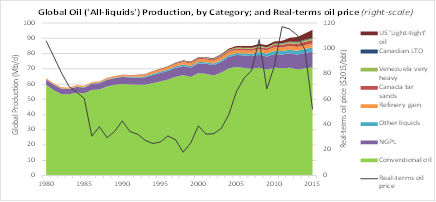 Global Oil ('All-liquids') Production, by Category; and Real-terms oil price (right-scale)
100
90
80
70
60
50
40
30
20
10
0
Global Production (Mb/d)
1980
1985
1990
1995
2000
2005
2010
2015
120
100
80
60
40
20
0
Real-terms oil price ($2015/bbl)
US 'Light-tight'
oil
Canadian LTO
Venezuela very
heavy
Canada tar
sands
Refinery gain
Other liquids
NGPL
Conventional oil
Real-terms oil
price